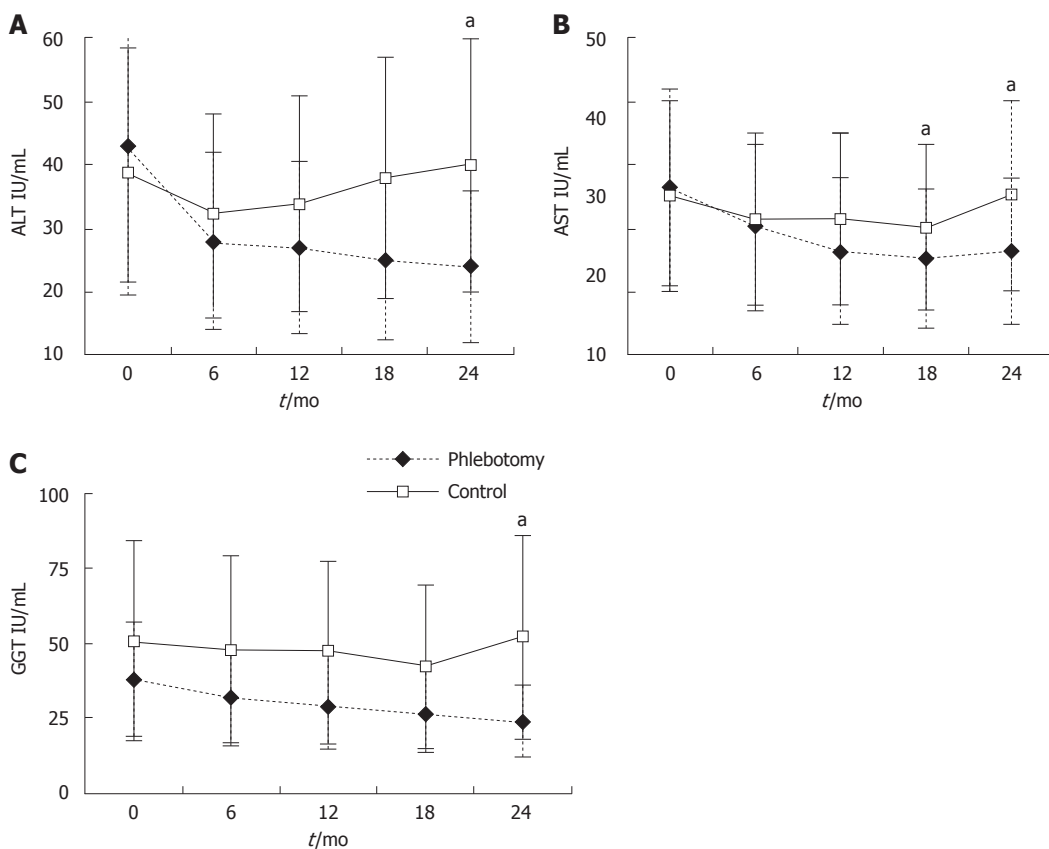 A
a
60
50
40
30
20
10
ALT IU/mL
0 6 12 18 24
t/mo
B
a
a
50
40
30
20
10
AST IU/mL
0 6 12 18 24
t/mo
C
Phlebotomy
Control
a
100
75
50
25
0
GGT IU/mL
0 6 12 18 24
t/mo